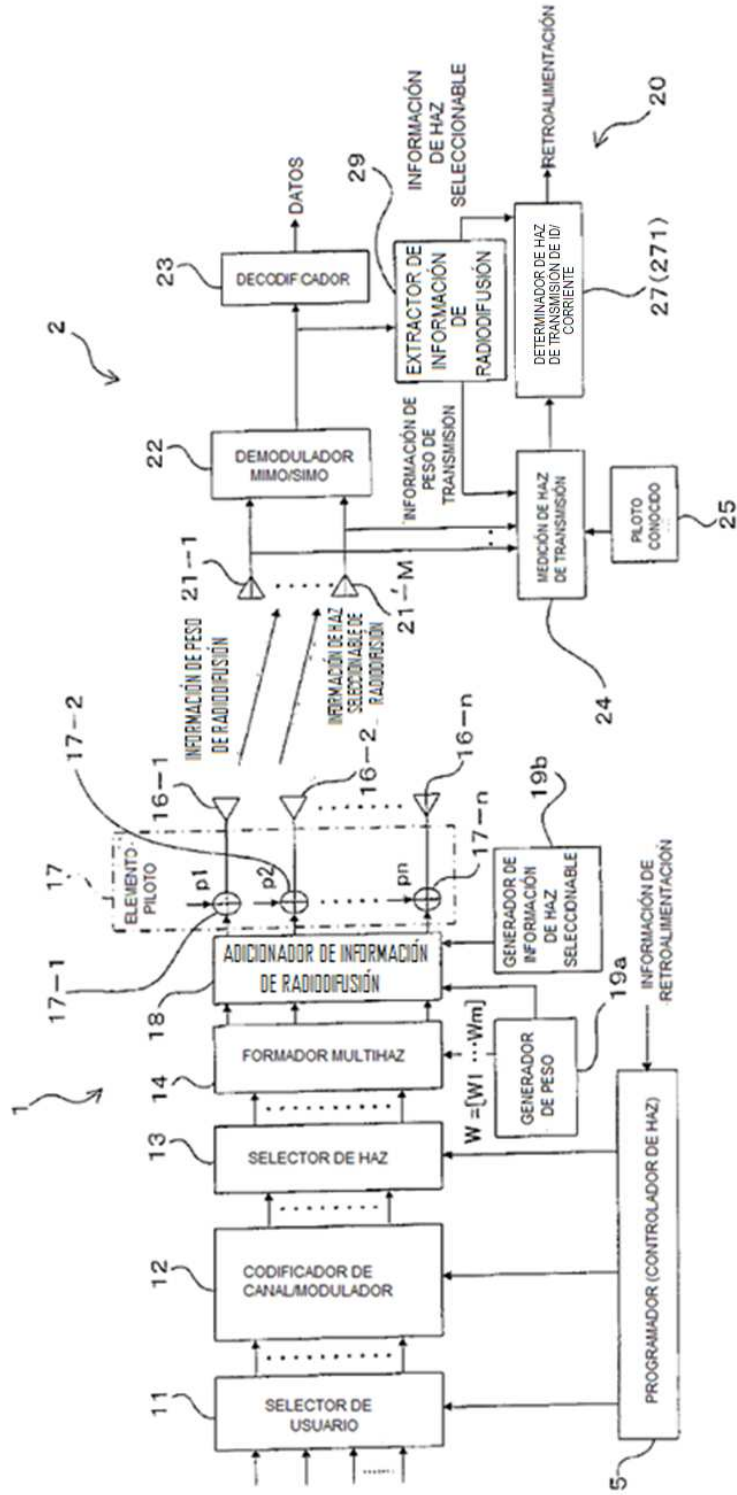 1
11
SELECTOR DE
USUARIO
12
CODIFICADOR DE
CANAL/MODULADOR
13
SELECTOR DE HAZ
14
FORMADOR MULTIHAZ
18
ADICIONADOR DE INFORMACIÓN
DE RADIODIFUSIÓN
17
ELEMENTO
PILOTO
17-1
17-2
17-n
p1
p2
pn
16-1
16-2
16-n
W =[W1 ...Wm]
GENERADOR
DE PESO
19a
GENERADOR DE
INFORMACIÓN
DE HAZ
SELECCIONABLE
19b
5
PROGRAMADOR (CONTROLADOR DE HAZ)
INFORMACIÓN DE
RETROALIMENTACIÓN
INFORMACIÓN DE PESO
DE RADIODIFUSIÓN
INFORMACIÓN DE HAZ
SELECCIONABLE DE
RADIODIFUSIÓN
2
21-1
21-M
22
DEMODULADOR
MIMO/SIMO
23
DECODIFICADOR
DATOS
29
EXTRACTOR DE
INFORMACIÓN
DE
RADIODIFUSIÓN
INFORMACIÓN
DE HAZ
SELECCIONABLE
INFORMACIÓN DE
PESO DE
TRANSMISIÓN
MEDICIÓN DE HAZ
DE TRANSMISIÓN
24
PILOTO
CONOCIDO
25
DETERMINADOR DE HAZ
DE TRANSMISIÓN DE ID/
CORRIENTE
27(271)
RETROALIMENTACIÓN
20